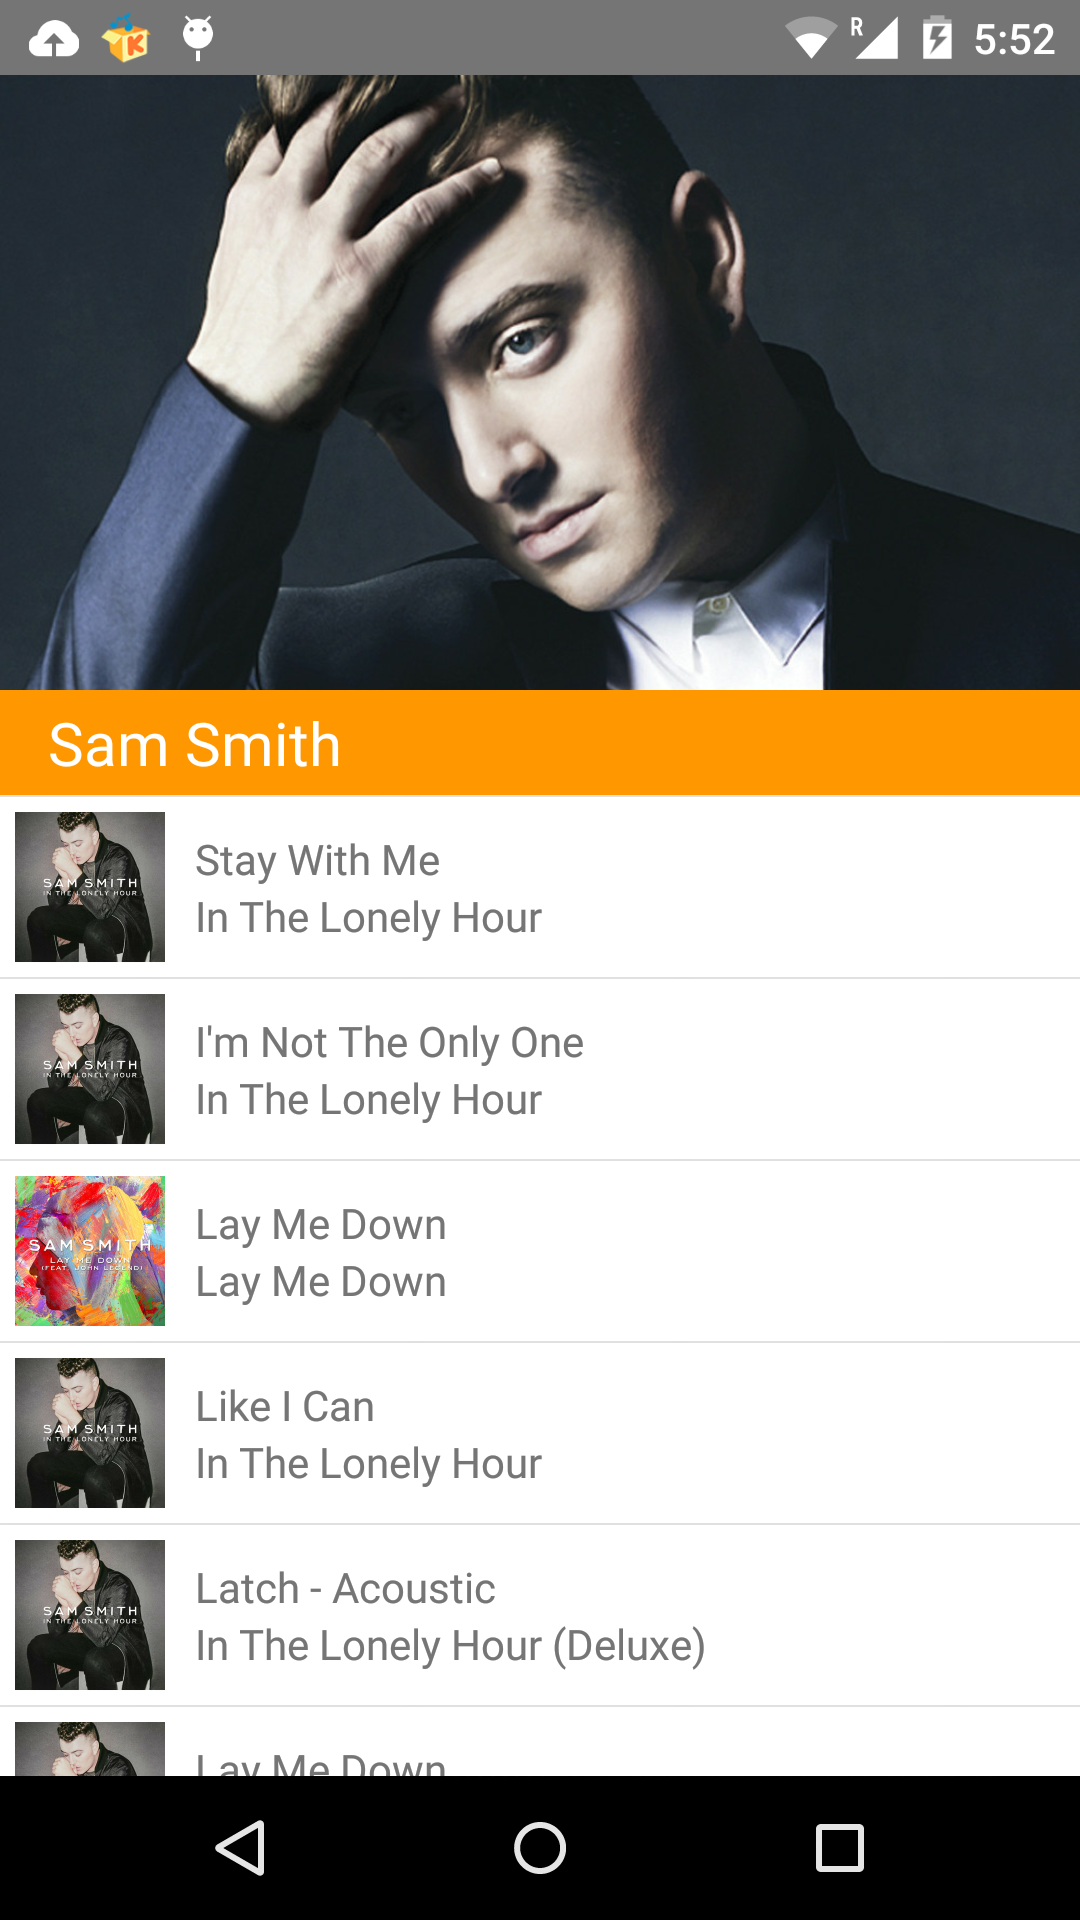 R 5:52
Sam Smith
SAM SMITH
IN THE LONELY HOUR
Stay With Me
In The Lonely Hour
SAM SMITH
IN THE LONELY HOUR
I'm Not The Only One
In The Lonely Hour
SAM SMITH
LAY ME DOWN
(FEAT. JOHN LEGEND)
Lay Me Down
Lay Me Down
SAM SMITH
IN THE LONELY HOUR
Like I Can
In The Lonely Hour
SAM SMITH
IN THE LONELY HOUR
Latch - Acoustic
In The Lonely Hour (Deluxe)
Lay Me Down